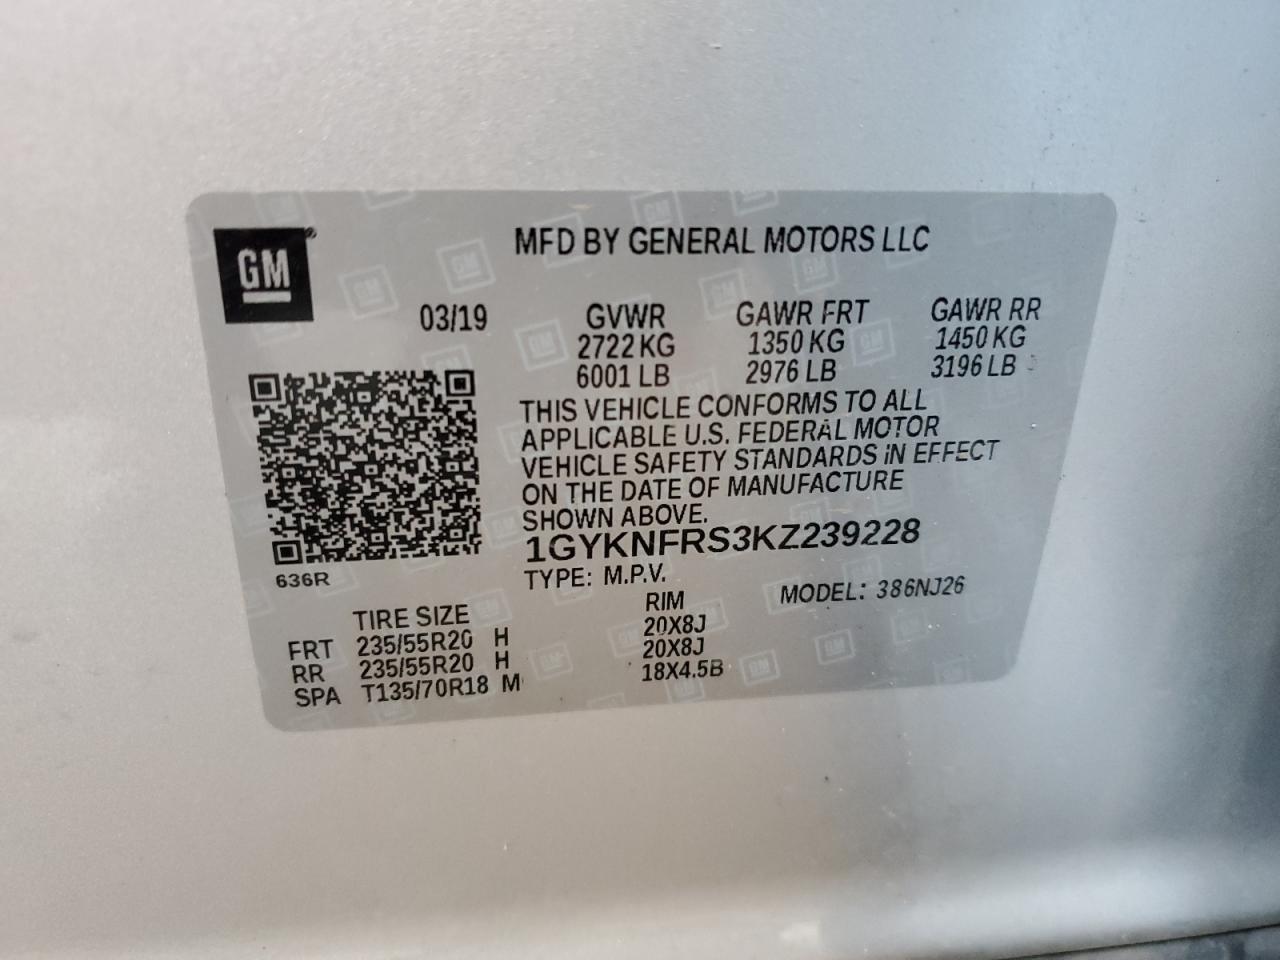 GM
MFD BY GENERAL MOTORS LLC
03/19 GVWR GAWR FRT GAWR RR
2722 KG 1350 KG 1450 KG
6001 LB 2976 LB 3196 LB
THIS VEHICLE CONFORMS TO ALL
APPLICABLE U.S. FEDERAL MOTOR
VEHICLE SAFETY STANDARDS IN EFFECT
ON THE DATE OF MANUFACTURE
SHOWN ABOVE.
1GYKNFRS3KZ239228
636R
TYPE: M.P.V. MODEL: 386NJ26
TIRE SIZE RIM
FRT 235/55R20 H 20X8J
RR 235/55R20 H 20X8J
SPA T135/70R18 M 18X4.5B